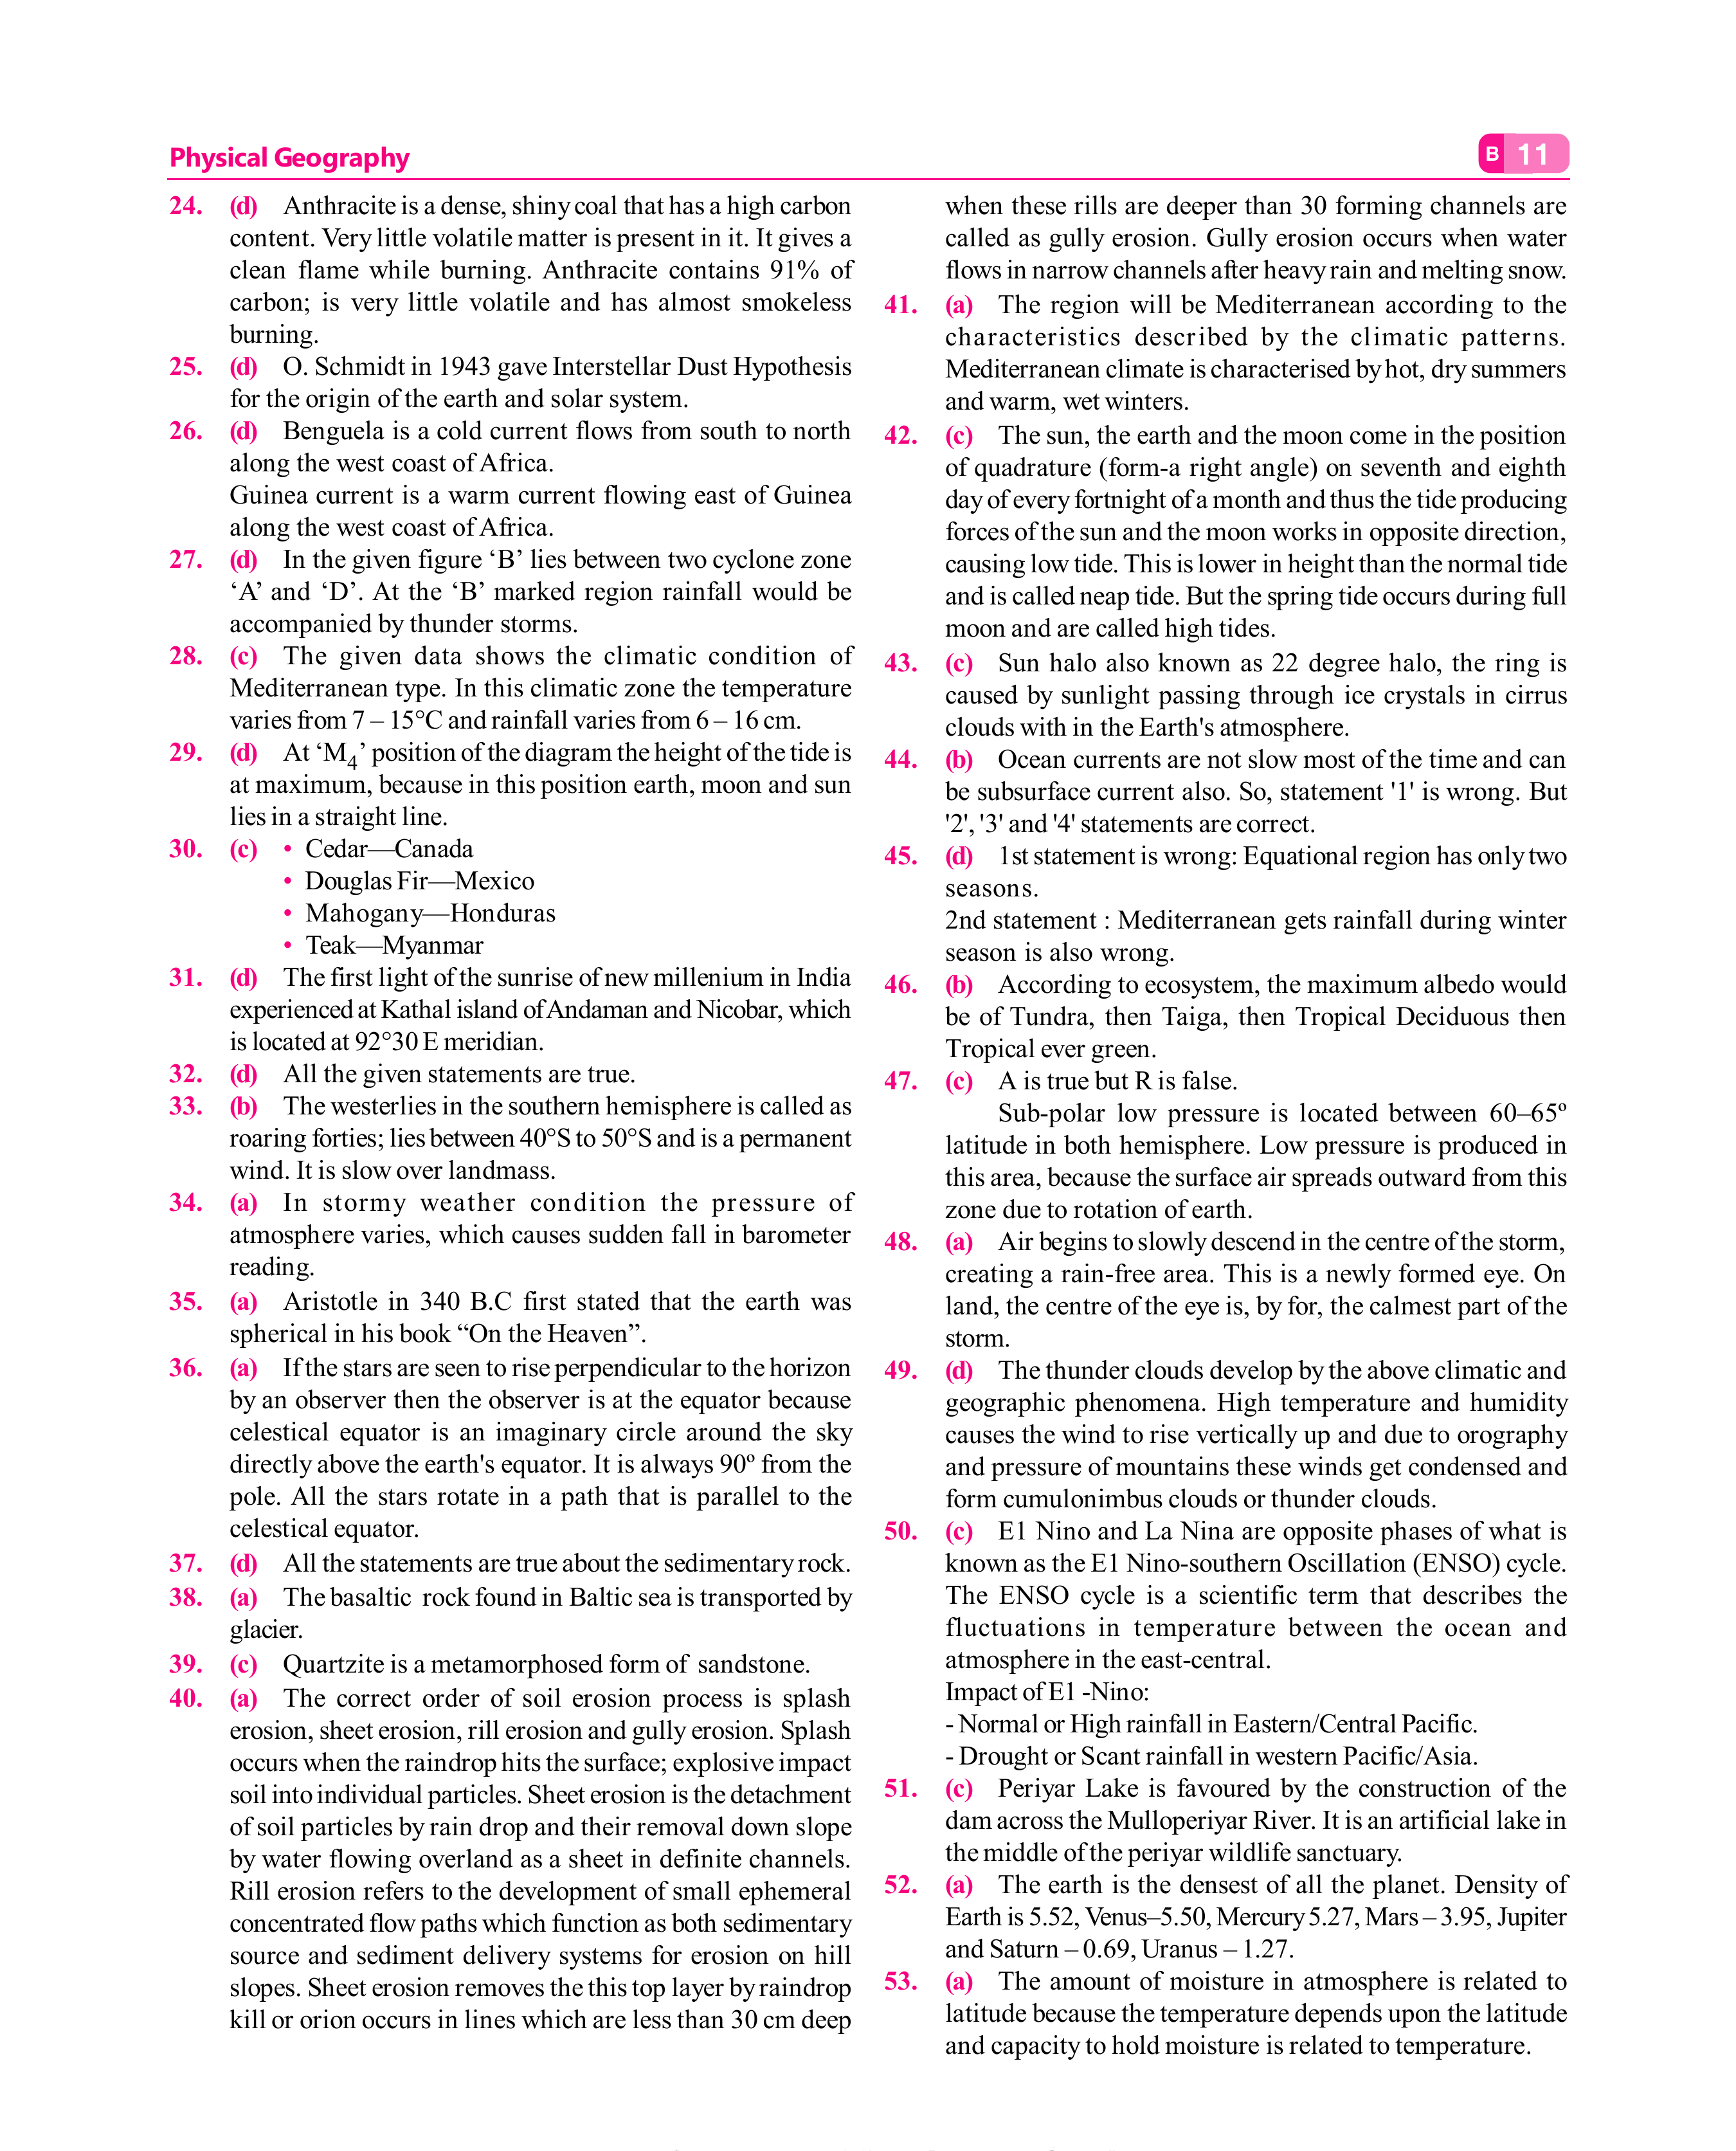 Physical Geography
B 11
24. (d) Anthracite is a dense, shiny coal that has a high carbon
content. Very little volatile matter is present in it. It gives a
clean flame while burning. Anthracite contains 91% of
carbon; is very little volatile and has almost smokeless
burning.
25. (d) O. Schmidt in 1943 gave Interstellar Dust Hypothesis
for the origin of the earth and solar system.
26. (d) Benguela is a cold current flows from south to north
along the west coast of Africa.
Guinea current is a warm current flowing east of Guinea
along the west coast of Africa.
27. (d) In the given figure ‘B’ lies between two cyclone zone
‘A’ and ‘D’. At the ‘B’ marked region rainfall would be
accompanied by thunder storms.
28. (c) The given data shows the climatic condition of
Mediterranean type. In this climatic zone the temperature
varies from 7 – 15°C and rainfall varies from 6 – 16 cm.
29. (d) At ‘M4’ position of the diagram the height of the tide is
at maximum, because in this position earth, moon and sun
lies in a straight line.
30. (c) • Cedar—Canada
• Douglas Fir—Mexico
• Mahogany—Honduras
• Teak—Myanmar
31. (d) The first light of the sunrise of new millenium in India
experienced at Kathal island of Andaman and Nicobar, which
is located at 92°30 E meridian.
32. (d) All the given statements are true.
33. (b) The westerlies in the southern hemisphere is called as
roaring forties; lies between 40°S to 50°S and is a permanent
wind. It is slow over landmass.
34. (a) In stormy weather condition the pressure of
atmosphere varies, which causes sudden fall in barometer
reading.
35. (a) Aristotle in 340 B.C first stated that the earth was
spherical in his book “On the Heaven”.
36. (a) If the stars are seen to rise perpendicular to the horizon
by an observer then the observer is at the equator because
celestical equator is an imaginary circle around the sky
directly above the earth's equator. It is always 90º from the
pole. All the stars rotate in a path that is parallel to the
celestical equator.
37. (d) All the statements are true about the sedimentary rock.
38. (a) The basaltic rock found in Baltic sea is transported by
glacier.
39. (c) Quartzite is a metamorphosed form of sandstone.
40. (a) The correct order of soil erosion process is splash
erosion, sheet erosion, rill erosion and gully erosion. Splash
occurs when the raindrop hits the surface; explosive impact
soil into individual particles. Sheet erosion is the detachment
of soil particles by rain drop and their removal down slope
by water flowing overland as a sheet in definite channels.
Rill erosion refers to the development of small ephemeral
concentrated flow paths which function as both sedimentary
source and sediment delivery systems for erosion on hill
slopes. Sheet erosion removes the this top layer by raindrop
kill or orion occurs in lines which are less than 30 cm deep
when these rills are deeper than 30 forming channels are
called as gully erosion. Gully erosion occurs when water
flows in narrow channels after heavy rain and melting snow.
41. (a) The region will be Mediterranean according to the
characteristics described by the climatic patterns.
Mediterranean climate is characterised by hot, dry summers
and warm, wet winters.
42. (c) The sun, the earth and the moon come in the position
of quadrature (form-a right angle) on seventh and eighth
day of every fortnight of a month and thus the tide producing
forces of the sun and the moon works in opposite direction,
causing low tide. This is lower in height than the normal tide
and is called neap tide. But the spring tide occurs during full
moon and are called high tides.
43. (c) Sun halo also known as 22 degree halo, the ring is
caused by sunlight passing through ice crystals in cirrus
clouds with in the Earth's atmosphere.
44. (b) Ocean currents are not slow most of the time and can
be subsurface current also. So, statement '1' is wrong. But
'2', '3' and '4' statements are correct.
45. (d) 1st statement is wrong: Equational region has only two
seasons.
2nd statement : Mediterranean gets rainfall during winter
season is also wrong.
46. (b) According to ecosystem, the maximum albedo would
be of Tundra, then Taiga, then Tropical Deciduous then
Tropical ever green.
47. (c) A is true but R is false.
Sub-polar low pressure is located between 60–65º
latitude in both hemisphere. Low pressure is produced in
this area, because the surface air spreads outward from this
zone due to rotation of earth.
48. (a) Air begins to slowly descend in the centre of the storm,
creating a rain-free area. This is a newly formed eye. On
land, the centre of the eye is, by for, the calmest part of the
storm.
49. (d) The thunder clouds develop by the above climatic and
geographic phenomena. High temperature and humidity
causes the wind to rise vertically up and due to orography
and pressure of mountains these winds get condensed and
form cumulonimbus clouds or thunder clouds.
50. (c) E1 Nino and La Nina are opposite phases of what is
known as the E1 Nino-southern Oscillation (ENSO) cycle.
The ENSO cycle is a scientific term that describes the
fluctuations in temperature between the ocean and
atmosphere in the east-central.
Impact of E1 -Nino:
- Normal or High rainfall in Eastern/Central Pacific.
- Drought or Scant rainfall in western Pacific/Asia.
51. (c) Periyar Lake is favoured by the construction of the
dam across the Mulloperiyar River. It is an artificial lake in
the middle of the periyar wildlife sanctuary.
52. (a) The earth is the densest of all the planet. Density of
Earth is 5.52, Venus–5.50, Mercury 5.27, Mars – 3.95, Jupiter
and Saturn – 0.69, Uranus – 1.27.
53. (a) The amount of moisture in atmosphere is related to
latitude because the temperature depends upon the latitude
and capacity to hold moisture is related to temperature.